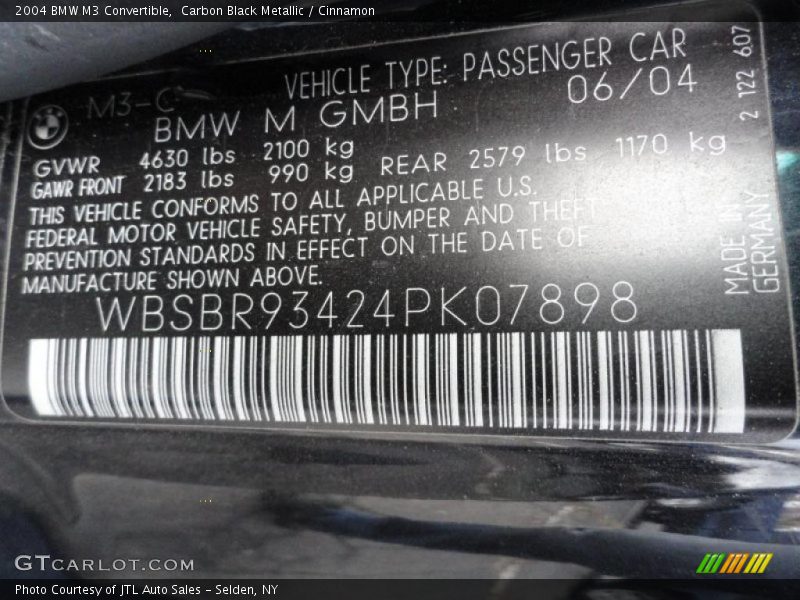 2004 BMW M3 Convertible,  Carbon Black Metallic / Cinnamon
M3-C
VEHICLE TYPE: PASSENGER CAR
BMW M GMBH 06/04
GVWR 4630 lbs 2100 kg
GAWR FRONT 2183 lbs 990 kg REAR 2579 lbs 1170 kg
THIS VEHICLE CONFORMS TO ALL APPLICABLE U.S.
FEDERAL MOTOR VEHICLE SAFETY, BUMPER AND THEFT
PREVENTION STANDARDS IN EFFECT ON THE DATE OF
MANUFACTURE SHOWN ABOVE.
WBSBR93424PK07898
2 122 607
MADE IN
GERMANY
GTCARLOT.COM
Photo Courtesy of JTL Auto Sales - Selden, NY